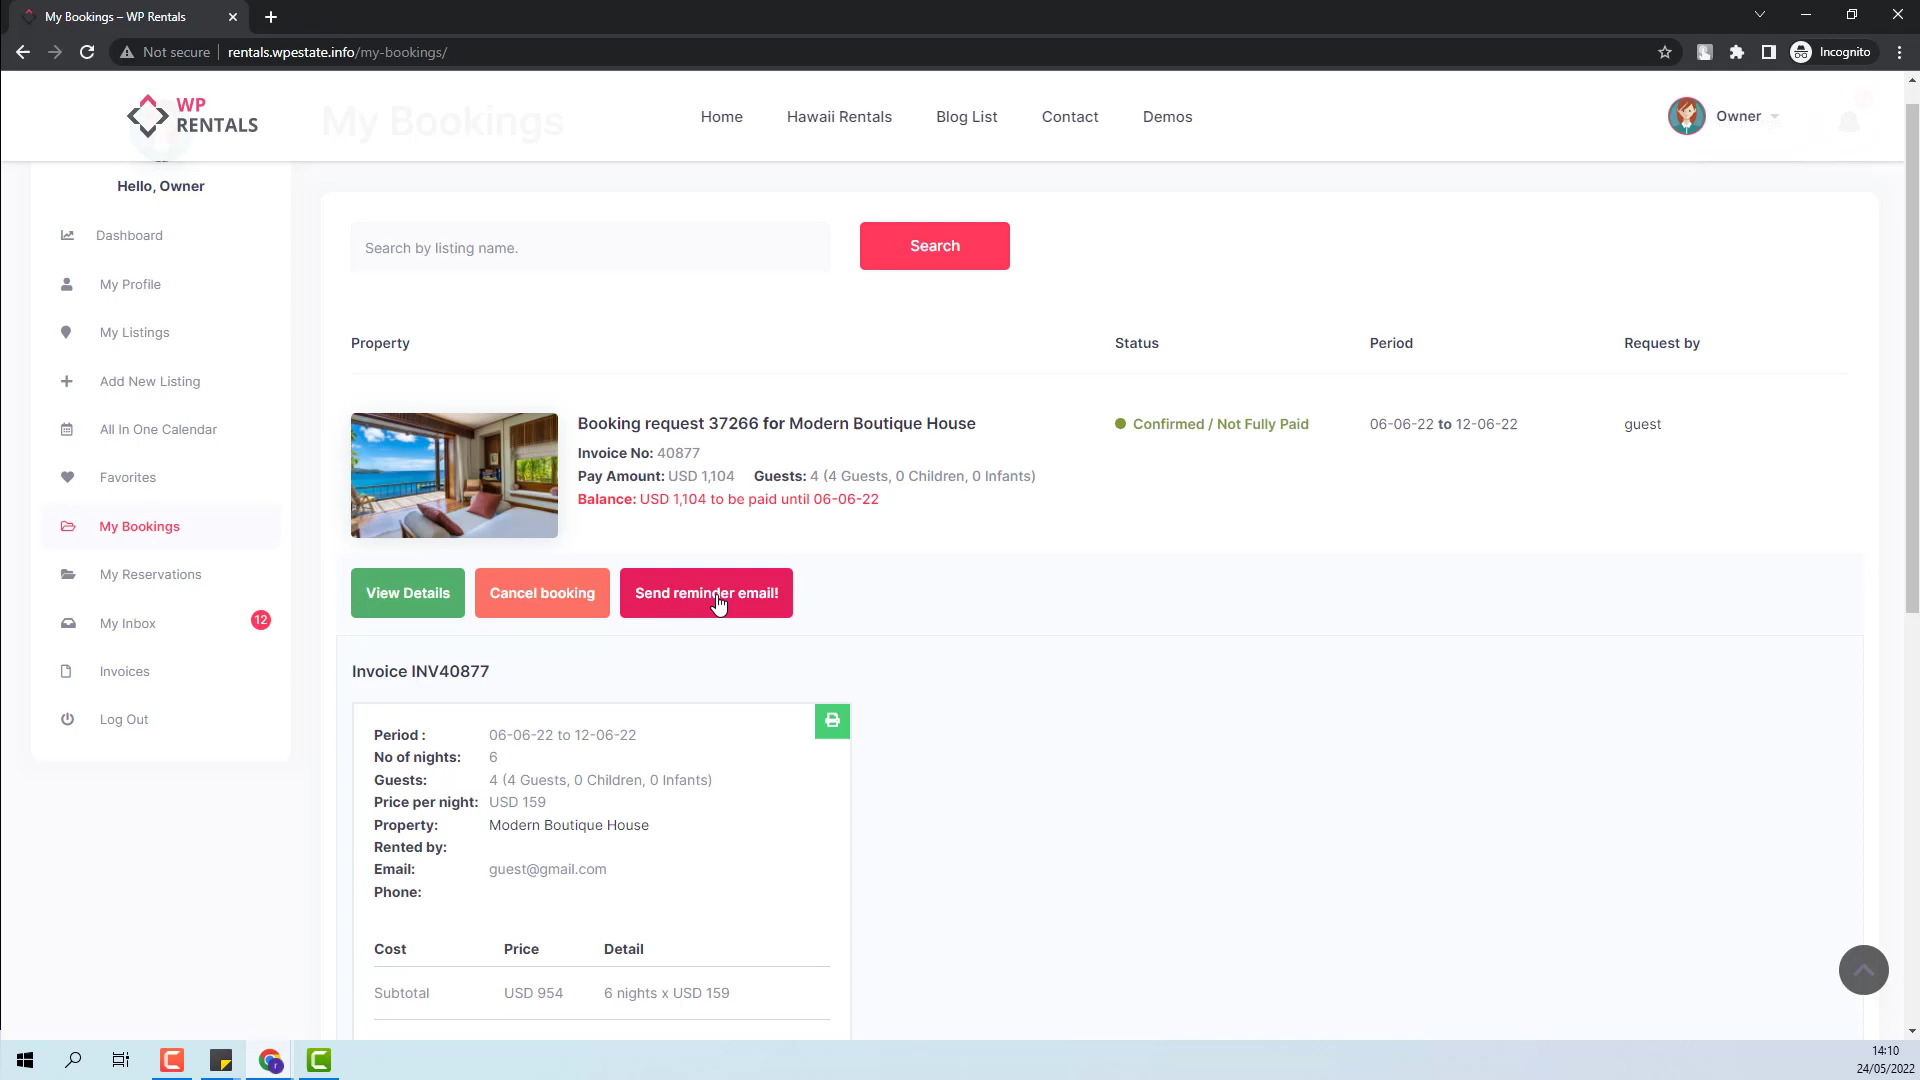 My Bookings – WP Rentals
Not secure
rentals.wpestate.info/my-bookings/
Incognito
WP
RENTALS
My Bookings
Home
Hawaii Rentals
Blog List
Contact
Demos
Owner
Hello, Owner
Dashboard
My Profile
My Listings
Add New Listing
All In One Calendar
Favorites
My Bookings
My Reservations
My Inbox
12
Invoices
Log Out
Search by listing name.
Search
Property
Status
Period
Request by
Booking request 37266 for Modern Boutique House
Invoice No: 40877
Pay Amount: USD 1,104 Guests: 4 (4 Guests, 0 Children, 0 Infants)
Balance: USD 1,104 to be paid until 06-06-22
Confirmed / Not Fully Paid
06-06-22 to 12-06-22
guest
View Details
Cancel booking
Send reminder email!
Invoice INV40877
Period : 06-06-22 to 12-06-22
No of nights: 6
Guests: 4 (4 Guests, 0 Children, 0 Infants)
Price per night: USD 159
Property: Modern Boutique House
Rented by:
Email: guest@gmail.com
Phone:
Cost Price Detail
Subtotal USD 954 6 nights x USD 159
14:10
24/05/2022